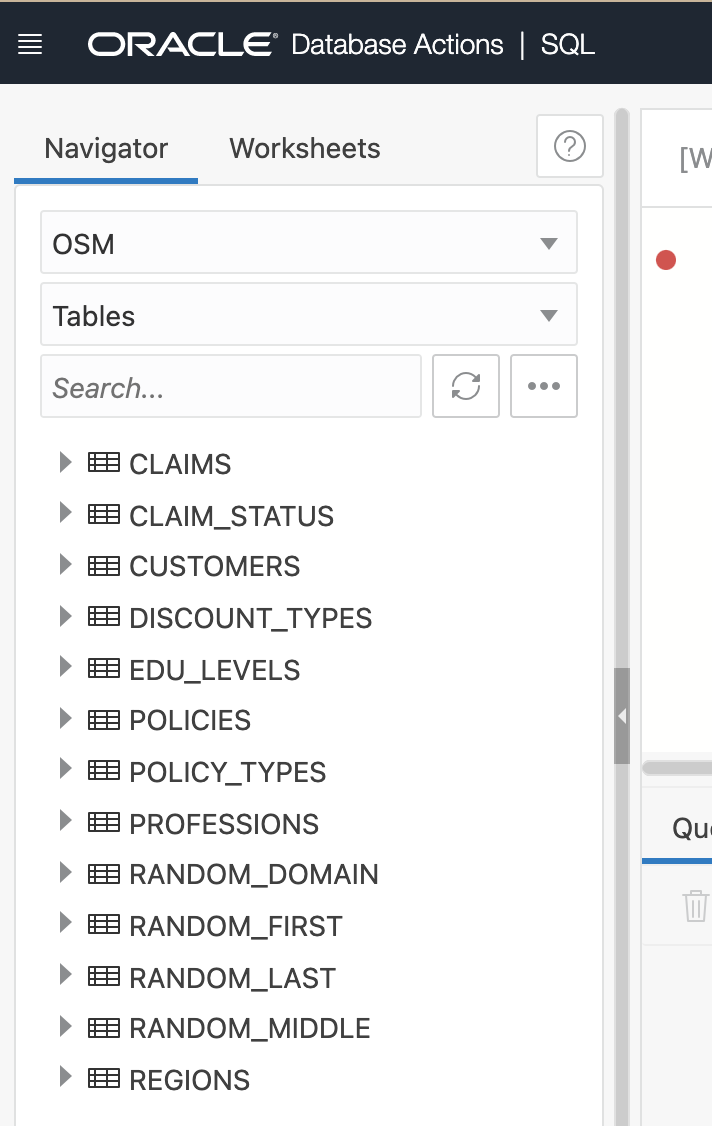 ORACLE® Database Actions | SQL
Navigator Worksheets
[W
OSM
Tables
Search...
CLAIMS
CLAIM_STATUS
CUSTOMERS
DISCOUNT_TYPES
EDU_LEVELS
POLICIES
POLICY_TYPES
PROFESSIONS
Que
RANDOM_DOMAIN
RANDOM_FIRST
RANDOM_LAST
RANDOM_MIDDLE
REGIONS